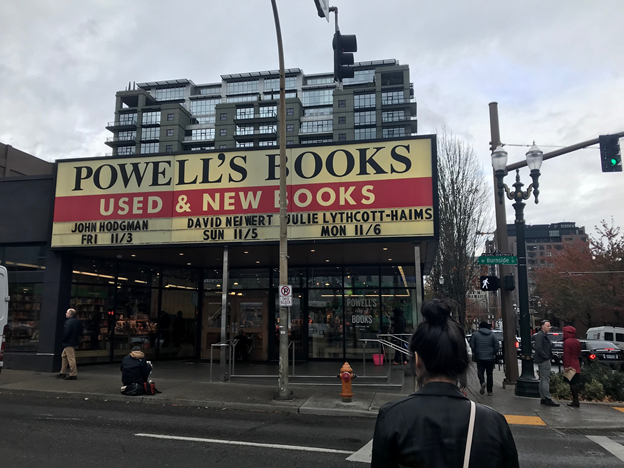 POWELL'S BOOKS
USED & NEW BOOKS
JOHN HODGMAN
FRI 11/3
DAVID NEIWERT
SUN 11/5
JULIE LYTHCOTT-HAIMS
MON 11/6
Burnside
POWELL'S
BOOKS